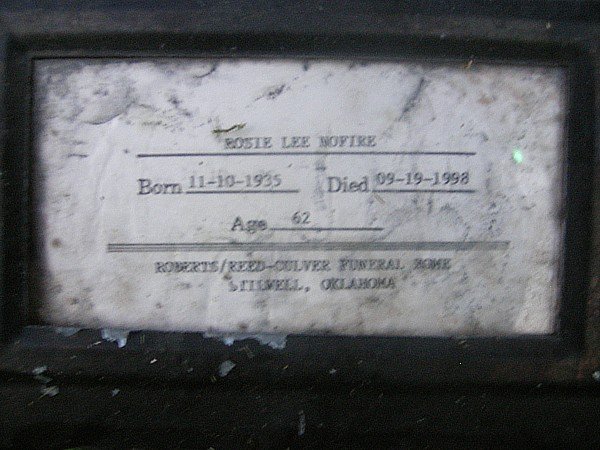 ROSIE LEE NOFIRE
Born 11-10-1935 Died 09-19-1998
Age 62
ROBERTS/REED-CULVER FUNERAL HOME
STILWELL, OKLAHOMA